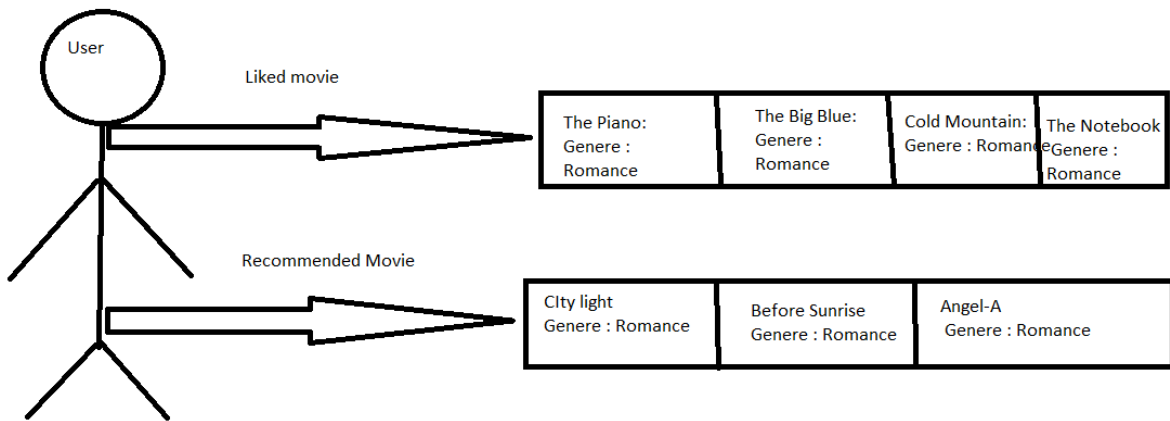 User
Liked movie
The Piano:
Genere :
Romance
The Big Blue:
Genere :
Romance
Cold Mountain:
Genere : Romance
The Notebook
Genere :
Romance
Recommended Movie
CIty light
Genere : Romance
Before Sunrise
Genere : Romance
Angel-A
Genere : Romance